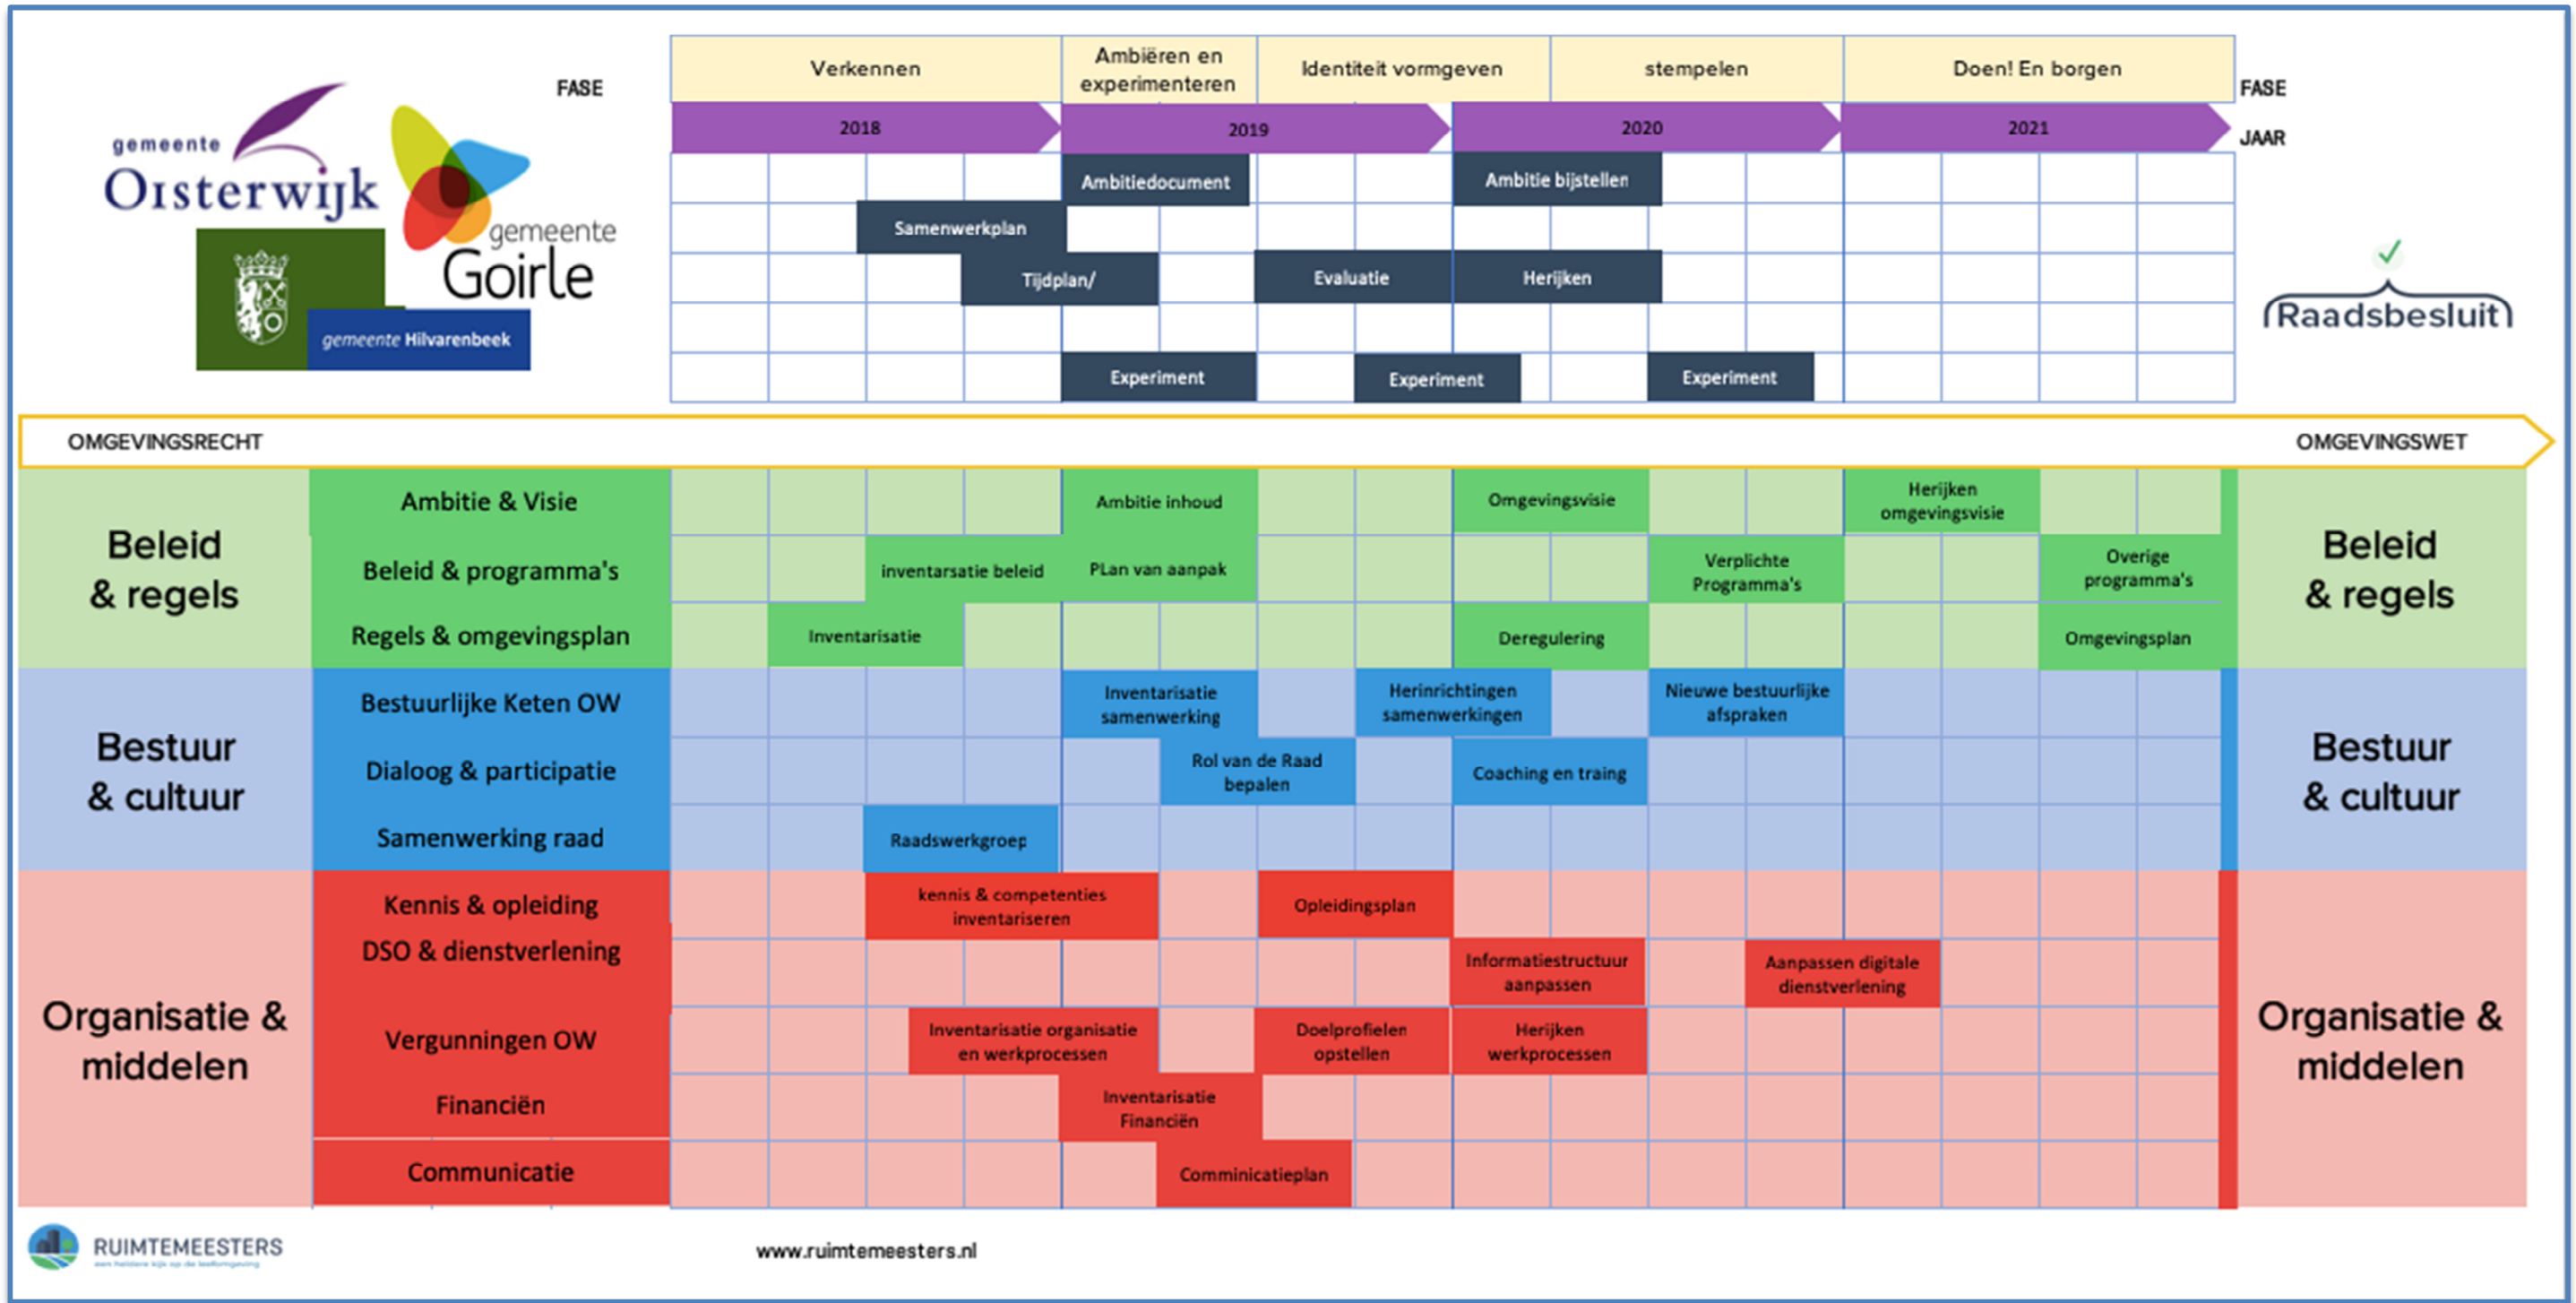 Verkennen
Ambiëren en
experimenteren
Identiteit vormgeven
stempelen
Doen! En borgen
FASE
FASE
2018
2019
2020
2021
JAAR
gemeente
Oisterwijk
gemeente
Goirle
gemeente Hilvarenbeek
Ambitiedocument
Ambitie bijstellen
Samenwerkplan
Tijdplan/
Evaluatie
Herijken
Raadsbesluit
Experiment
Experiment
Experiment
OMGEVINGSRECHT
OMGEVINGSWET
Beleid
& regels
Ambitie & Visie
Ambitie inhoud
Omgevingsvisie
Herijken
omgevingsvisie
Beleid & programma's
inventarsatie beleid
PLan van aanpak
Verplichte
Programma's
Overige
programma's
Regels & omgevingsplan
Inventarisatie
Deregulering
Omgevingsplan
Beleid
& regels
Bestuur
& cultuur
Bestuurlijke Keten OW
Inventarisatie
samenwerking
Herinrichtingen
samenwerkingen
Nieuwe bestuurlijke
afspraken
Dialoog & participatie
Rol van de Raad
bepalen
Coaching en traing
Samenwerking raad
Raadswerkgroep
Bestuur
& cultuur
Organisatie &
middelen
Kennis & opleiding
kennis & competenties
inventariseren
Opleidingsplan
DSO & dienstverlening
Informatiestructuur
aanpassen
Aanpassen digitale
dienstverlening
Vergunningen OW
Inventarisatie organisatie
en werkprocessen
Doelprofielen
opstellen
Herijken
werkprocessen
Financiën
Inventarisatie
Financiën
Communicatie
Comminicatieplan
Organisatie &
middelen
RUIMTEMEESTERS
een heldere kijk op de leefomgeving
www.ruimtemeesters.nl